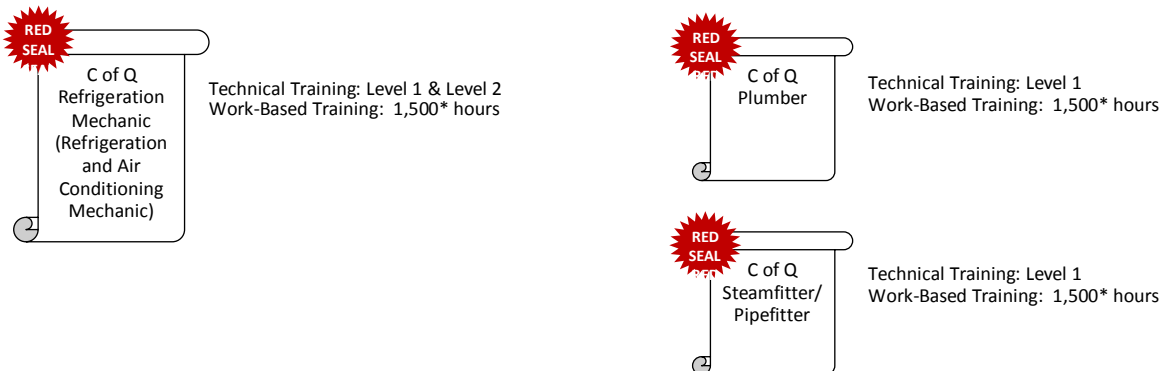 RED
SEAL
C of Q
Refrigeration
Mechanic
(Refrigeration
and Air
Conditioning
Mechanic)
Technical Training: Level 1 & Level 2
Work-Based Training: 1,500* hours
RED
SEAL
RED
C of Q
Plumber
Technical Training: Level 1
Work-Based Training: 1,500* hours
RED
SEAL
RED
C of Q
Steamfitter/
Pipefitter
Technical Training: Level 1
Work-Based Training: 1,500* hours